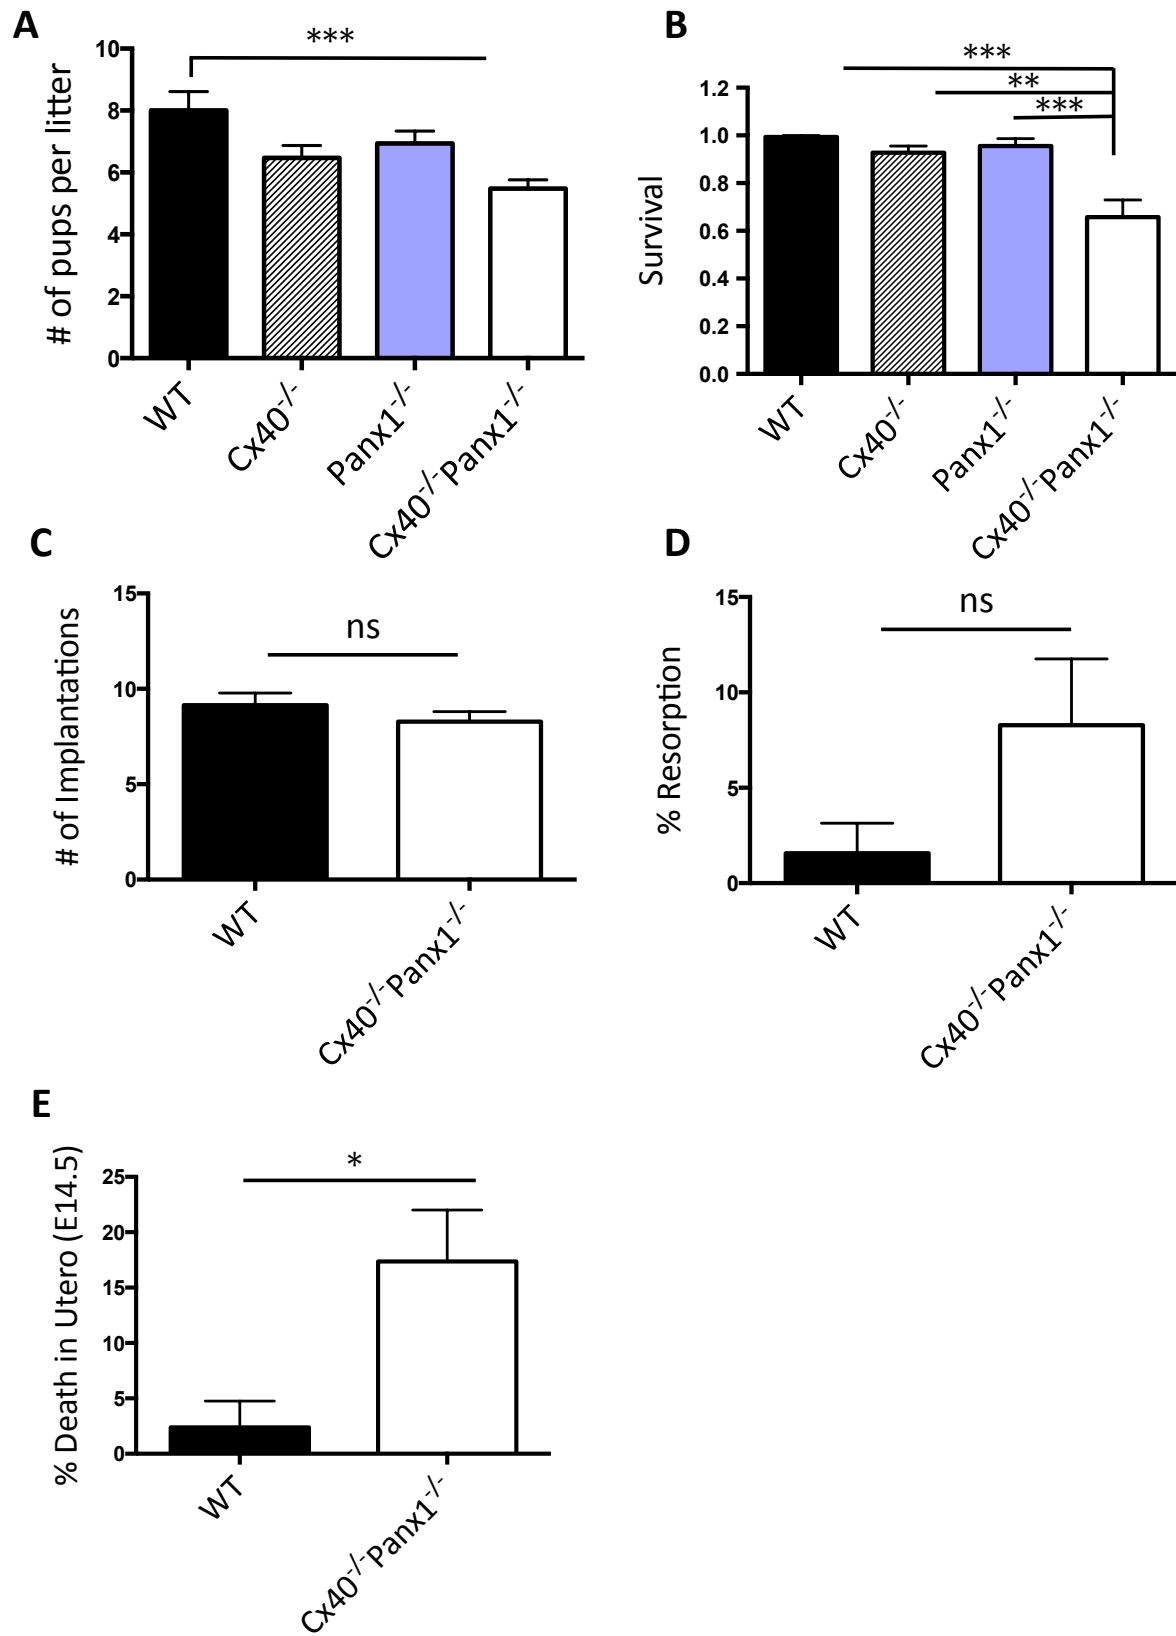 A
***
# of pups per litter
10
8
6
4
2
0
WT
Cx40-/-
Panx1-/-
Cx40-/-Panx1-/-
B
***
**
***
Survival
1.2
1.0
0.8
0.6
0.4
0.2
0.0
WT
Cx40-/-
Panx1-/-
Cx40-/-Panx1-/-
C
ns
# of Implantations
15
10
5
0
WT
Cx40-/-Panx1-/-
D
ns
% Resorption
15
10
5
0
WT
Cx40-/-Panx1-/-
E
*
% Death in Utero (E14.5)
25
20
15
10
5
0
WT
Cx40-/-Panx1-/-